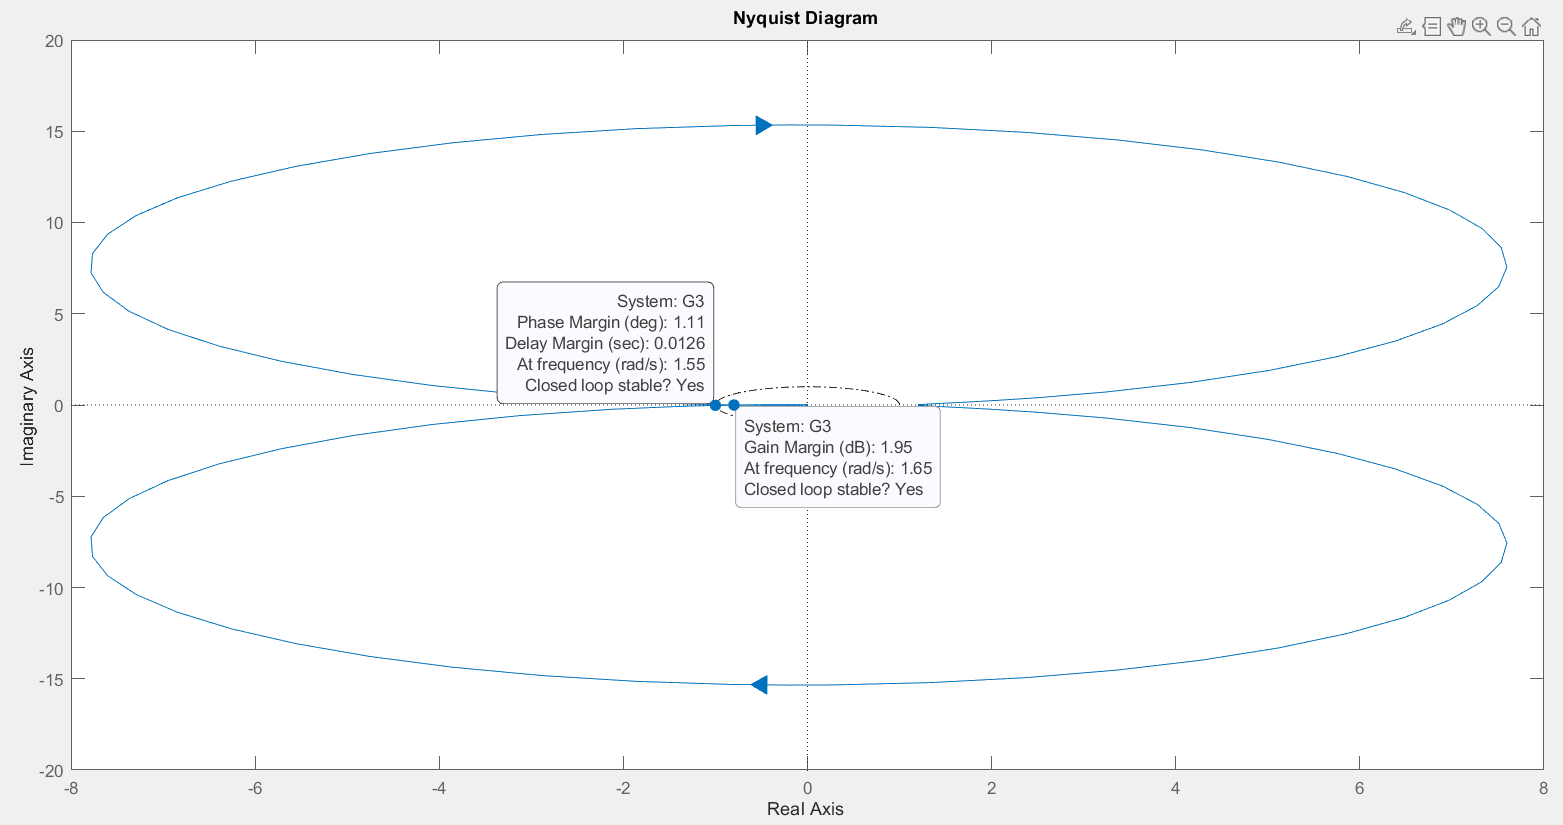 Nyquist Diagram
20
15
10
5
0
-5
-10
-15
-20
Imaginary Axis
System: G3
Phase Margin (deg): 1.11
Delay Margin (sec): 0.0126
At frequency (rad/s): 1.55
Closed loop stable? Yes
System: G3
Gain Margin (dB): 1.95
At frequency (rad/s): 1.65
Closed loop stable? Yes
-8 -6 -4 -2 0 2 4 6 8
Real Axis